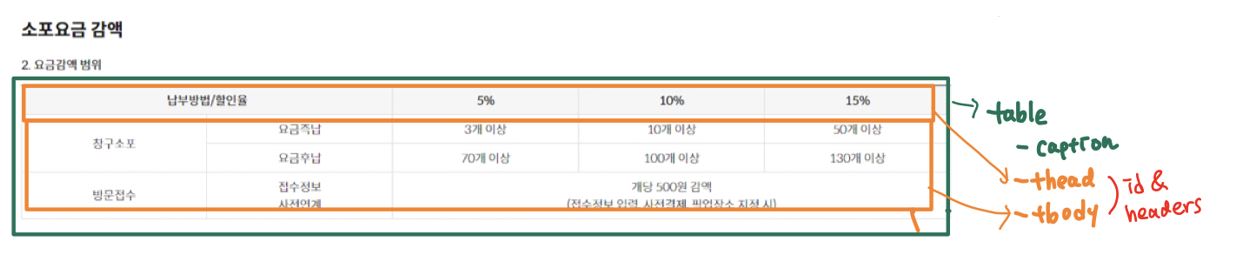 소포요금 감액
2. 요금감액 범위
납부방법/할인율 5% 10% 15%
창구소포 요금즉납 3개 이상 10개 이상 50개 이상
요금후납 70개 이상 100개 이상 130개 이상
방문접수 접수정보 개당 500원 감액
사전연계 (접수정보 입력, 사전결제, 픽업장소 지정 시)
→ table
- caption
- thead
- tbody
id &
headers